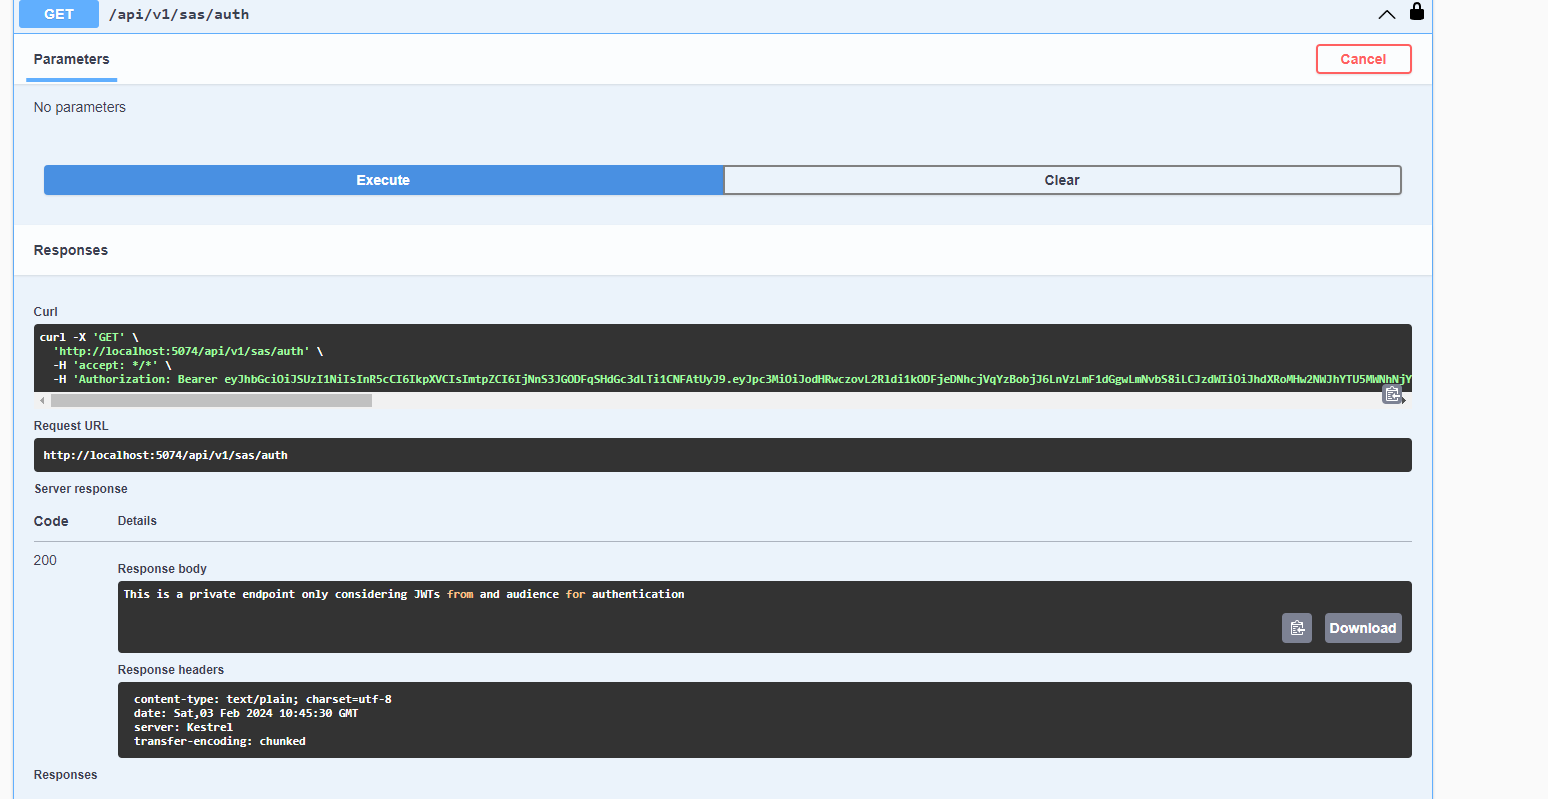 GET /api/v1/sas/auth
Parameters
Cancel
No parameters
Execute
Clear
Responses
Curl
curl -X 'GET' \
'http://localhost:5074/api/v1/sas/auth' \
-H 'accept: */*' \
-H 'Authorization: Bearer eyJhbGciOiJSUzI1NiIsInR5cCI6IkpXVCIsImtpZCI6IjNnS3JGODFqSHdGc3dLTi1CNFAtUyJ9.eyJpc3MiOiJodHRwczovL2Rldi1kODFjeDNhcjVqYzBobjJ6LnVzLmF1dGgwLmNvbS8iLCJzdWIiOiJhdXRoMHw2NWJhYTU5MWNhNjY
Request URL
http://localhost:5074/api/v1/sas/auth
Server response
Code Details
200
Response body
This is a private endpoint only considering JWTs from and audience for authentication
Download
Response headers
content-type: text/plain; charset=utf-8
date: Sat,03 Feb 2024 10:45:30 GMT
server: Kestrel
transfer-encoding: chunked
Responses